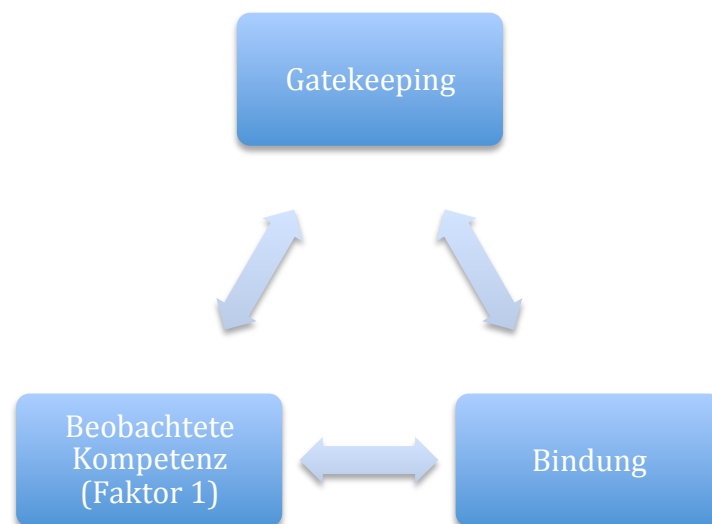 Gatekeeping
Beobachtete
Kompetenz
(Faktor 1)
Bindung